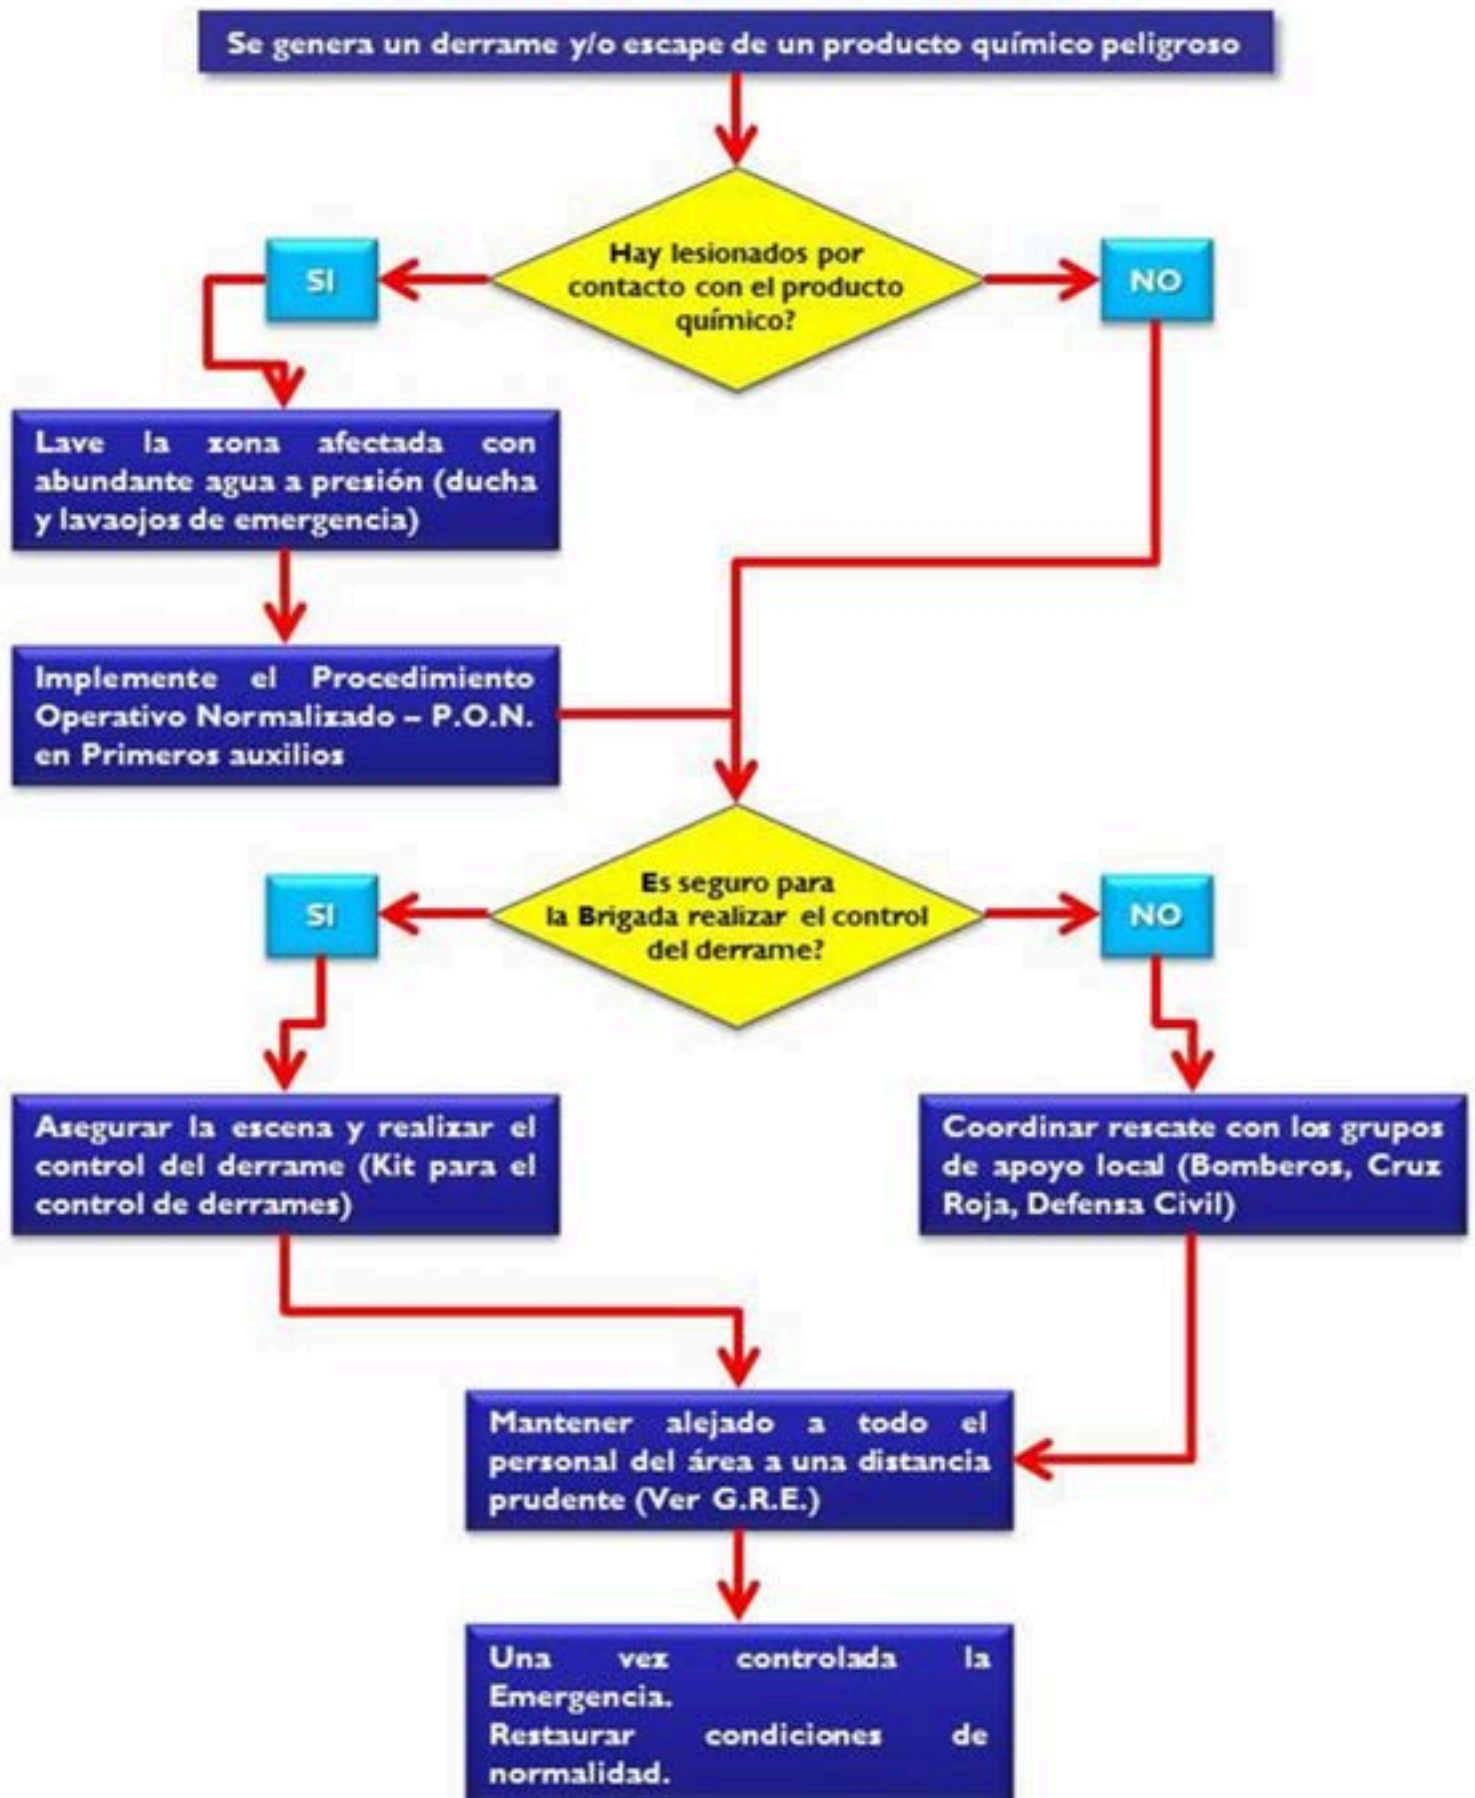 Se genera un derrame y/o escape de un producto químico peligroso
Hay lesionados por
contacto con el producto
químico?
SI
NO
Lave la zona afectada con
abundante agua a presión (ducha
y lavaojos de emergencia)
Implemente el Procedimiento
Operativo Normalizado – P.O.N.
en Primeros auxilios
Es seguro para
la Brigada realizar el control
del derrame?
SI
NO
Asegurar la escena y realizar el
control del derrame (Kit para el
control de derrames)
Coordinar rescate con los grupos
de apoyo local (Bomberos, Cruz
Roja, Defensa Civil)
Mantener alejado a todo el
personal del área a una distancia
prudente (Ver G.R.E.)
Una vez controlada la
Emergencia.
Restaurar condiciones de
normalidad.